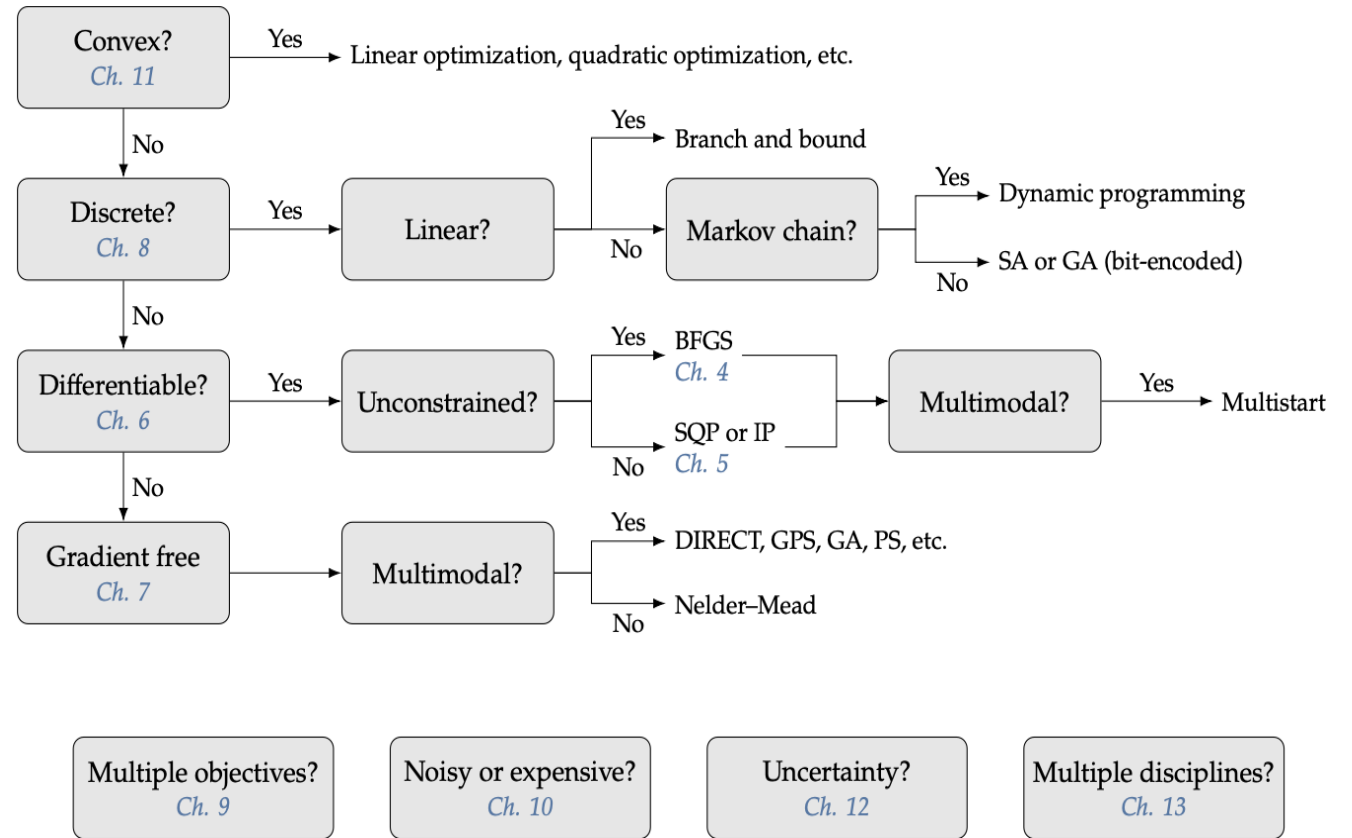 Convex?
Ch. 11
Yes
Linear optimization, quadratic optimization, etc.
No
Yes
Branch and bound
Discrete?
Ch. 8
Yes
Linear?
No
Markov chain?
Yes
Dynamic programming
No
SA or GA (bit-encoded)
No
Differentiable?
Ch. 6
Yes
Unconstrained?
Yes
BFGS
Ch. 4
No
SQP or IP
Ch. 5
Multimodal?
Yes
Multistart
No
Gradient free
Ch. 7
Multimodal?
Yes
DIRECT, GPS, GA, PS, etc.
No
Nelder–Mead
Multiple objectives?
Ch. 9
Noisy or expensive?
Ch. 10
Uncertainty?
Ch. 12
Multiple disciplines?
Ch. 13